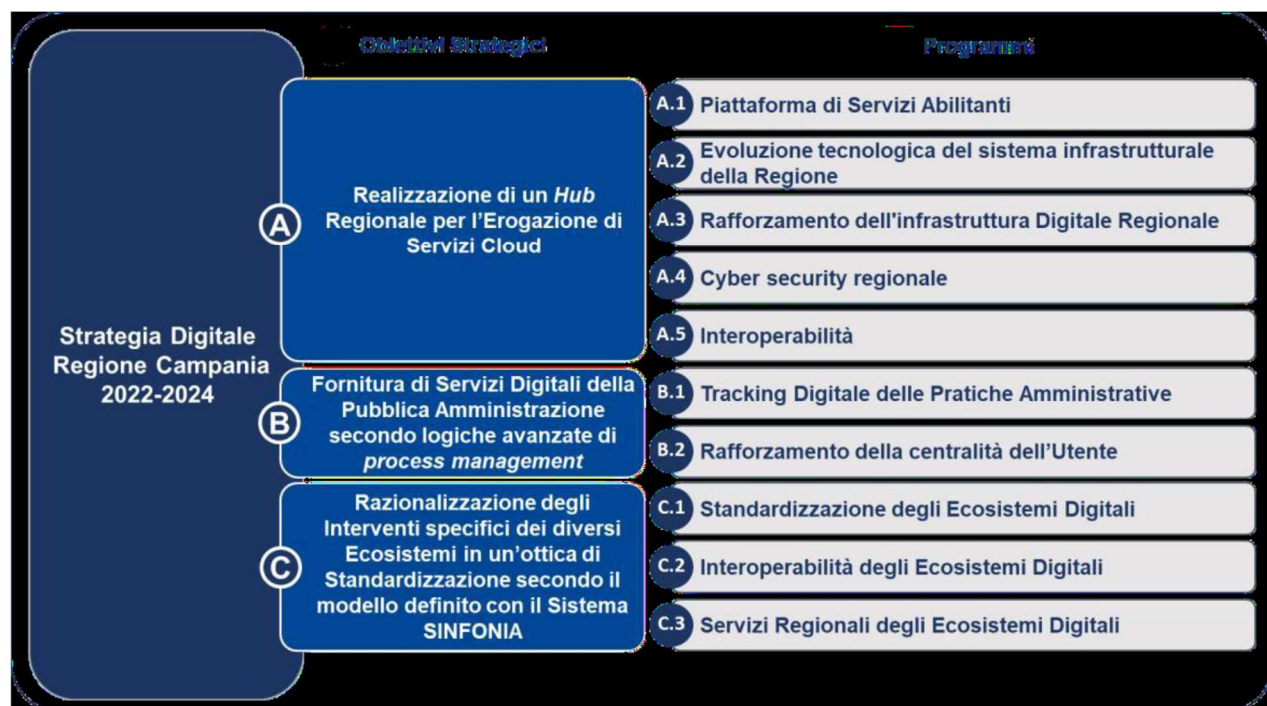 Obiettivi Strategici
Programmi
Strategia Digitale
Regione Campania
2022-2024
A
Realizzazione di un Hub
Regionale per l’Erogazione di
Servizi Cloud
A.1 Piattaforma di Servizi Abilitanti
A.2 Evoluzione tecnologica del sistema infrastrutturale
della Regione
A.3 Rafforzamento dell'infrastruttura Digitale Regionale
A.4 Cyber security regionale
A.5 Interoperabilità
B
Fornitura di Servizi Digitali della
Pubblica Amministrazione
secondo logiche avanzate di
process management
B.1 Tracking Digitale delle Pratiche Amministrative
B.2 Rafforzamento della centralità dell’Utente
C
Razionalizzazione degli
Interventi specifici dei diversi
Ecosistemi in un’ottica di
Standardizzazione secondo il
modello definito con il Sistema
SINFONIA
C.1 Standardizzazione degli Ecosistemi Digitali
C.2 Interoperabilità degli Ecosistemi Digitali
C.3 Servizi Regionali degli Ecosistemi Digitali